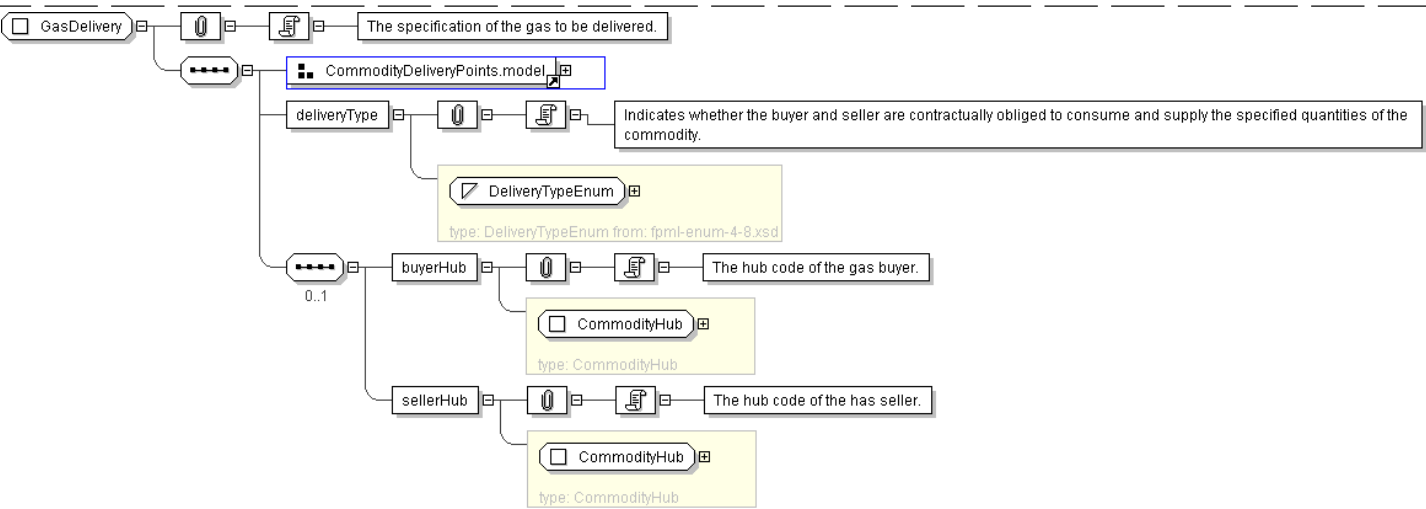 GasDelivery
The specification of the gas to be delivered.
CommodityDeliveryPoints.model
deliveryType
Indicates whether the buyer and seller are contractually obliged to consume and supply the specified quantities of the
commodity.
DeliveryTypeEnum
type: DeliveryTypeEnum from: fpml-enum-4-8.xsd
0..1
buyerHub
The hub code of the gas buyer.
CommodityHub
type: CommodityHub
sellerHub
The hub code of the has seller.
CommodityHub
type: CommodityHub